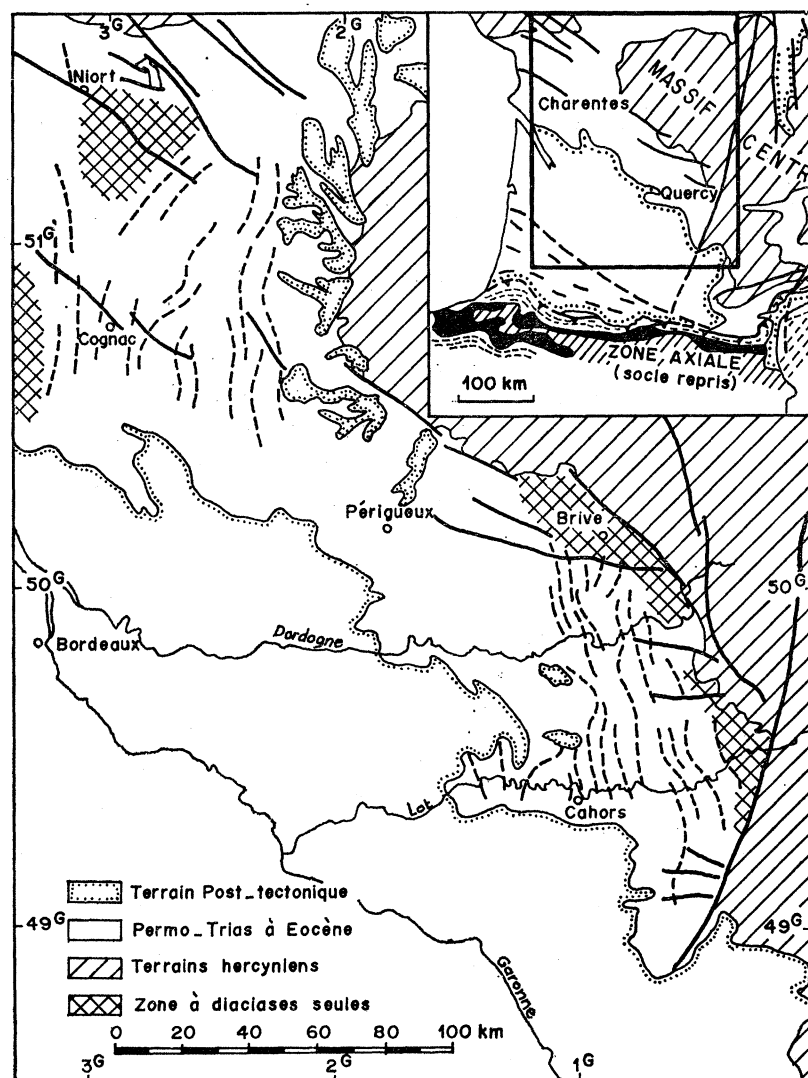 3G
2G
Niort
MASSIF
Charentes
CENTR
Quercy
51G
Cognac
ZONE AXIALE
(socle repris)
100 km
Périgueux
Brive
50G
50G
Bordeaux
Dordogne
Lot
Cahors
Terrain Post_tectonique
Permo_Trias à Eocène
49G
49G
Terrains hercyniens
Zone à diaclases seules
Garonne
0 20 40 60 80 100 km
3G
2G
1G